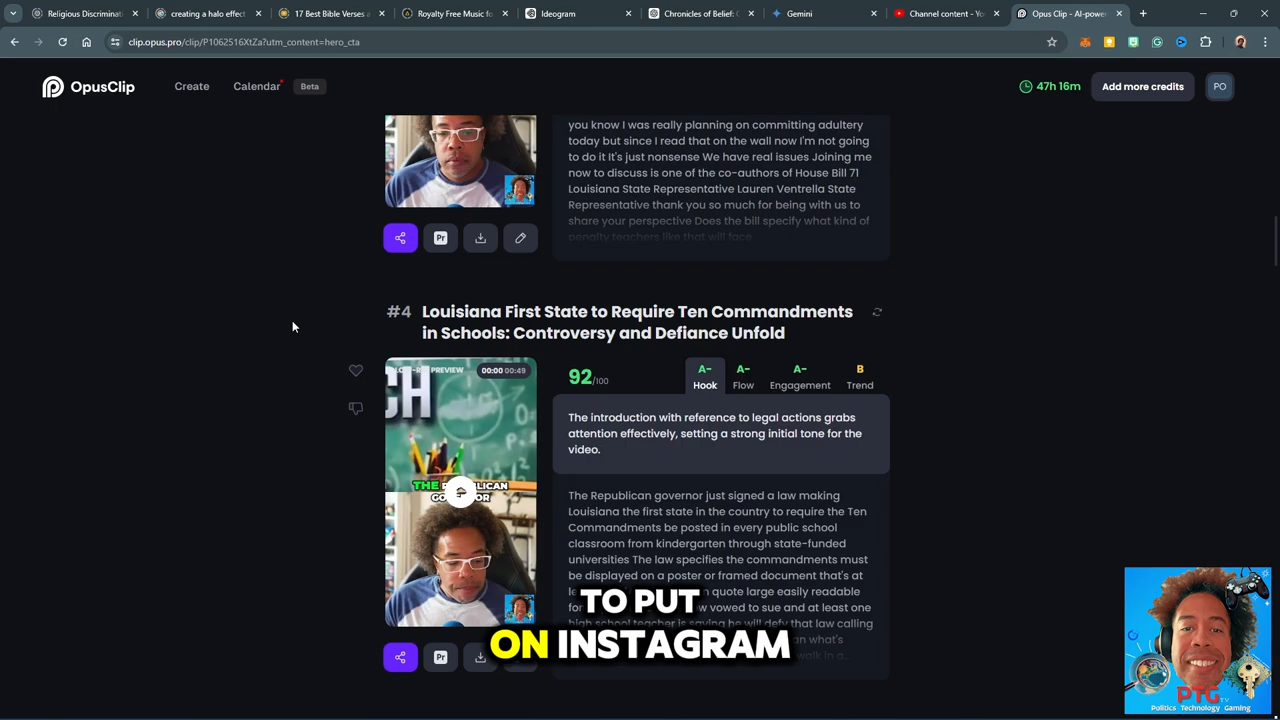 Religious Discriminat
creating a halo effect
17 Best Bible Verses a
Royalty Free Music fo
Ideogram
Chronicles of Belief: C
Gemini
Channel content - Yo
Opus Clip - AI-powe
clip.opus.pro/clip/P1062516XtZa?utm_content=hero_cta
OpusClip
Create
Calendar
Beta
47h 16m
Add more credits
PO
you know I was really planning on committing adultery
today but since I read that on the wall now I'm not going
to do it It's just nonsense We have real issues Joining me
now to discuss is one of the co-authors of House Bill 71
Louisiana State Representative Lauren Ventrella State
Representative thank you so much for being with us to
share your perspective Does the bill specify what kind of
penalty teachers like that will face
Pr
#4 Louisiana First State to Require Ten Commandments
in Schools: Controversy and Defiance Unfold
LOW-RES PREVIEW
00:00 00:49
CH
THE REPUBLICAN
GOVERNOR
92/100
A-
Hook
A-
Flow
A-
Engagement
B
Trend
The introduction with reference to legal actions grabs
attention effectively, setting a strong initial tone for the
video.
The Republican governor just signed a law making
Louisiana the first state in the country to require the Ten
Commandments be posted in every public school
classroom from kindergarten through state-funded
universities The law specifies the commandments must
be displayed on a poster or framed document that's at
quote large easily readable
vowed to sue and at least one
high school teacher is saying he will defy that law calling
what's
walk in a..
Pr
TO PUT
ON INSTAGRAM
PTG
TV
Politics Technology Gaming